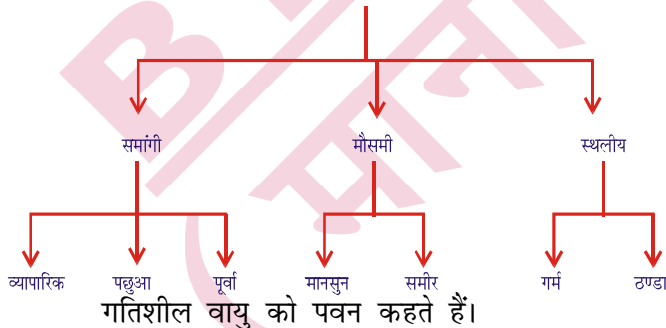 समांगी मौसमी स्थलीय
व्यापारिक पछुआ पूर्वा मानसुन समीर गर्म ठण्डा
गतिशील वायु को पवन कहते हैं।